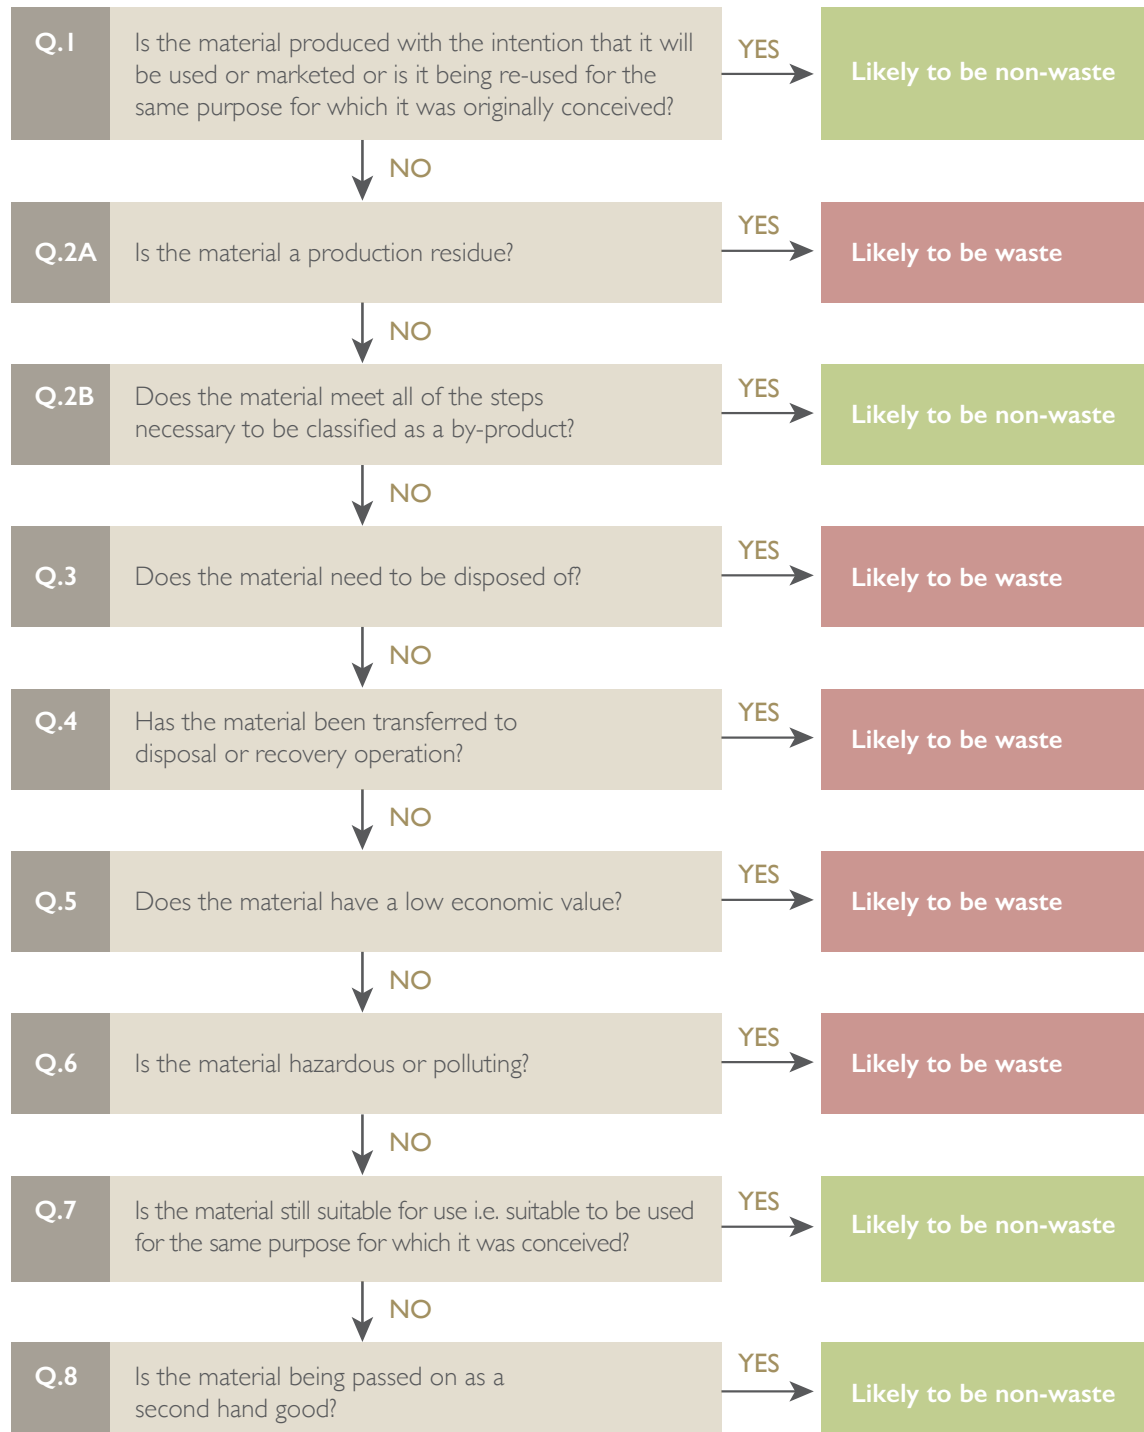 Q.1
Is the material produced with the intention that it will
be used or marketed or is it being re-used for the
same purpose for which it was originally conceived?
YES
Likely to be non-waste
NO
Q.2A
Is the material a production residue?
YES
Likely to be waste
NO
Q.2B
Does the material meet all of the steps
necessary to be classified as a by-product?
YES
Likely to be non-waste
NO
Q.3
Does the material need to be disposed of?
YES
Likely to be waste
NO
Q.4
Has the material been transferred to
disposal or recovery operation?
YES
Likely to be waste
NO
Q.5
Does the material have a low economic value?
YES
Likely to be waste
NO
Q.6
Is the material hazardous or polluting?
YES
Likely to be waste
NO
Q.7
Is the material still suitable for use i.e. suitable to be used
for the same purpose for which it was conceived?
YES
Likely to be non-waste
NO
Q.8
Is the material being passed on as a
second hand good?
YES
Likely to be non-waste